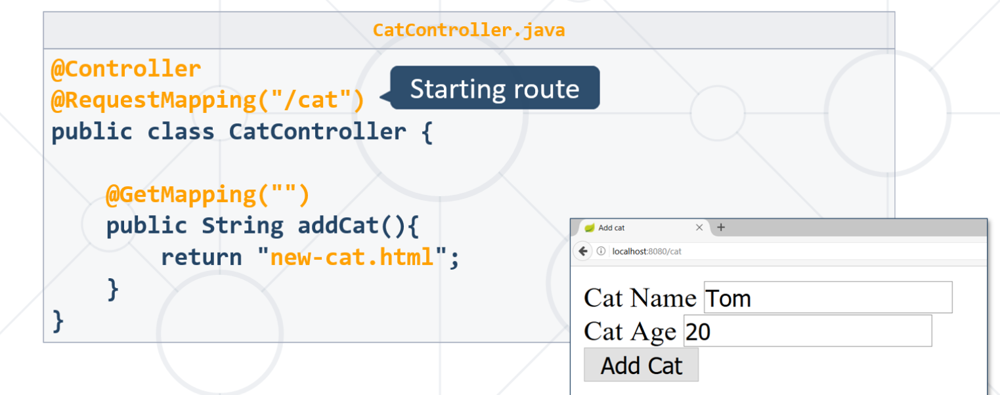 CatController.java
@Controller
@RequestMapping("/cat")
Starting route
public class CatController {
@GetMapping("")
public String addCat(){
return "new-cat.html";
}
}
Add cat
localhost:8080/cat
Cat Name Tom
Cat Age 20
Add Cat